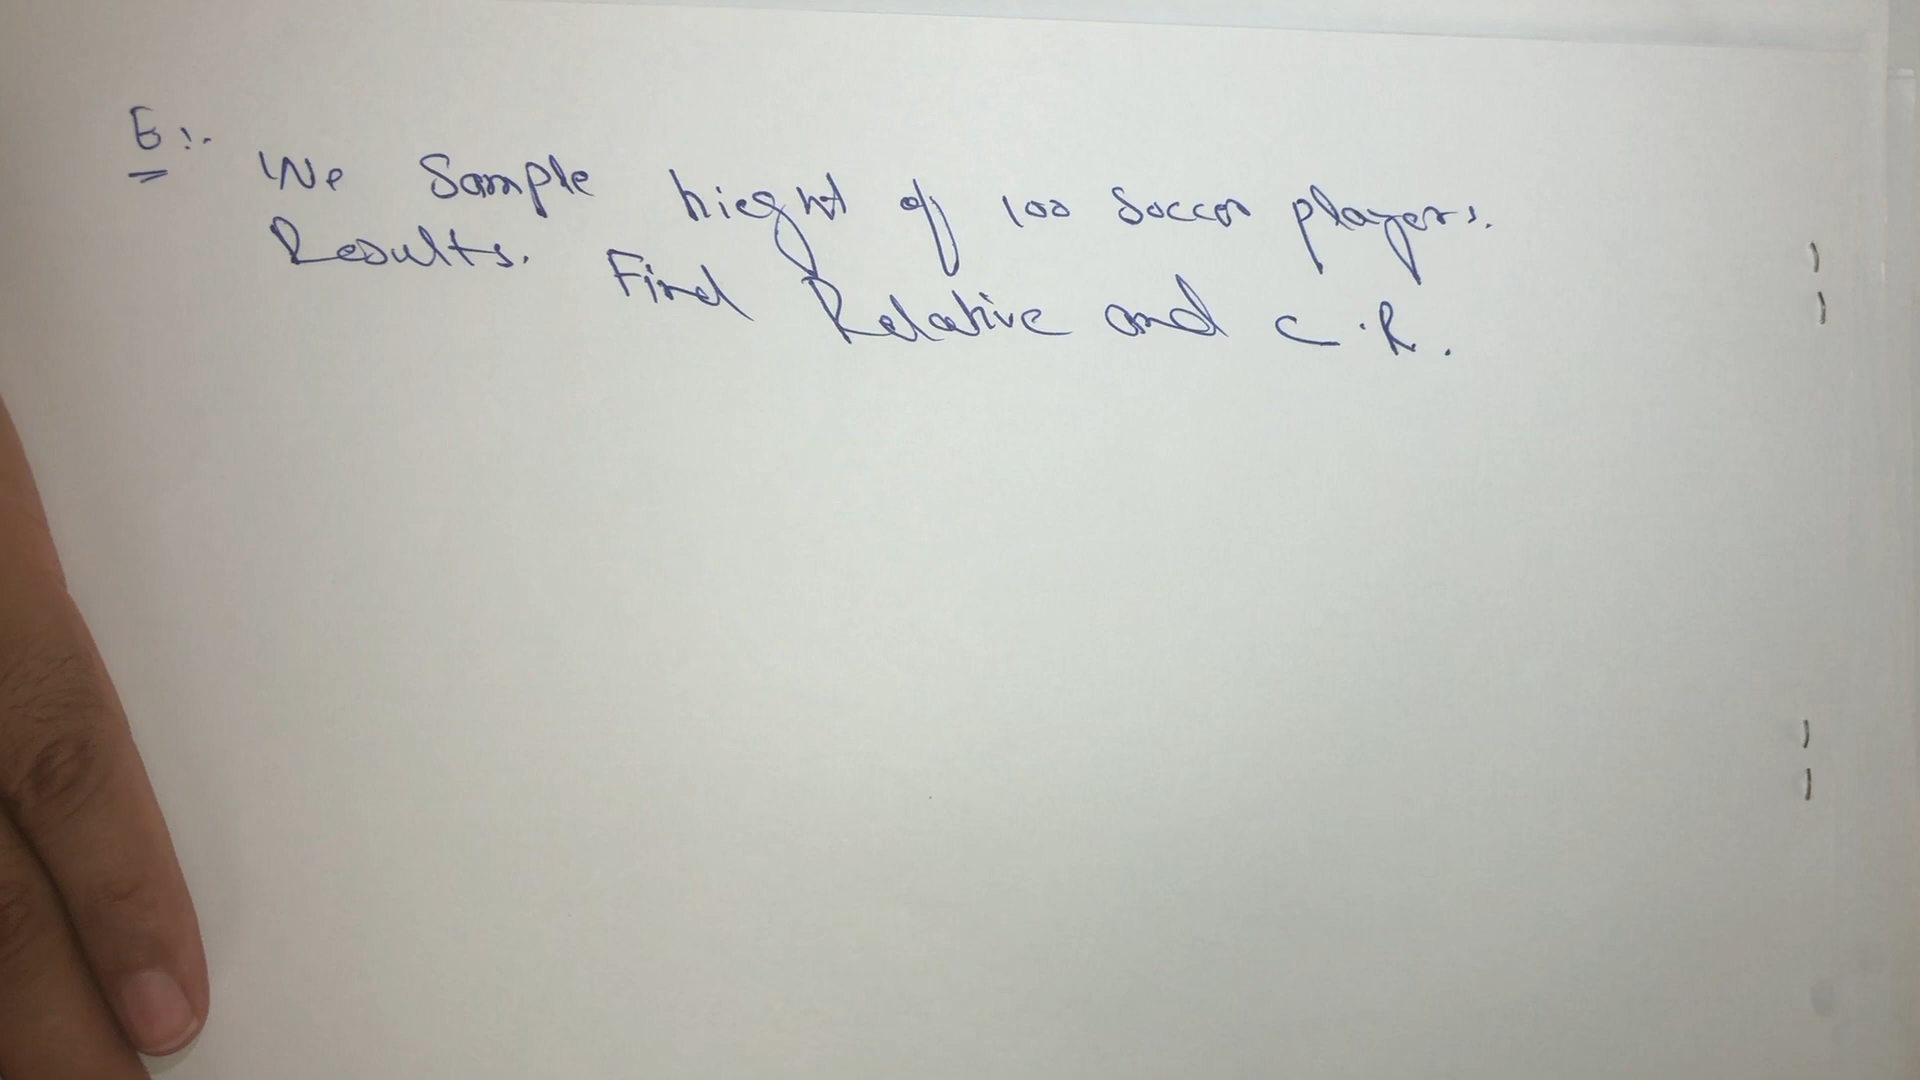 E:-
We Sample hieght of 100 Soccer players.
Results. Find Relative and C.R.